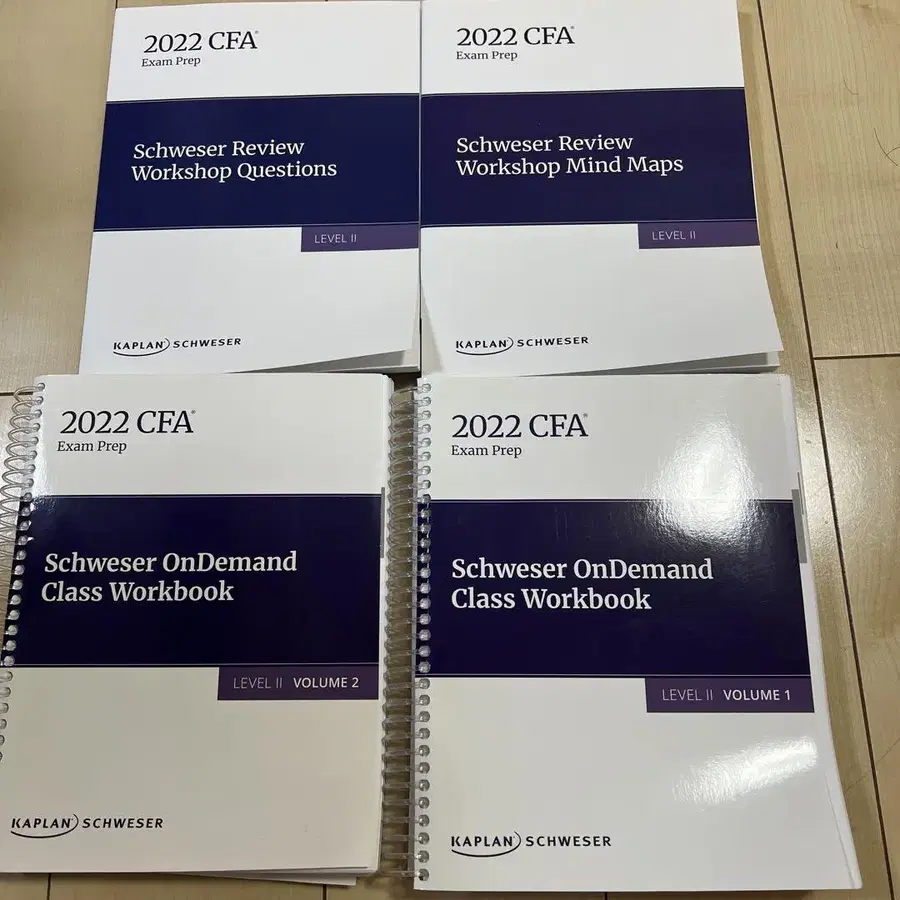 2022 CFA®
Exam Prep
Schweser Review
Workshop Questions
LEVEL II
KAPLAN SCHWESER
2022 CFA®
Exam Prep
Schweser Review
Workshop Mind Maps
LEVEL II
KAPLAN SCHWESER
2022 CFA®
Exam Prep
Schweser OnDemand
Class Workbook
LEVEL II VOLUME 2
KAPLAN SCHWESER
2022 CFA®
Exam Prep
Schweser OnDemand
Class Workbook
LEVEL II VOLUME 1
KAPLAN SCHWESER